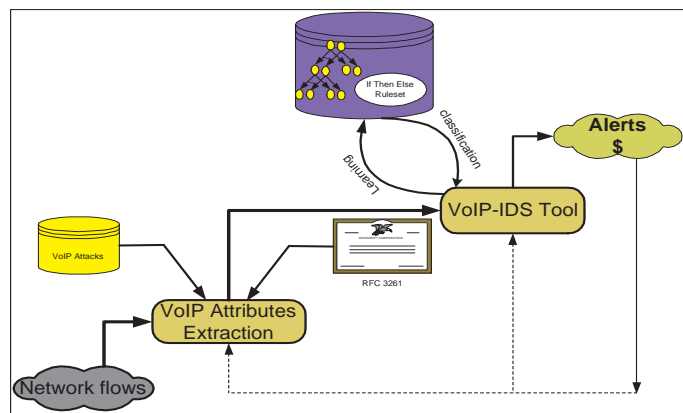 If Then Else
Ruleset
classification
Learning
Alerts
$
VoIP-IDS Tool
VoIP Attacks
RFC 3261
VoIP Attributes
Extraction
Network flows